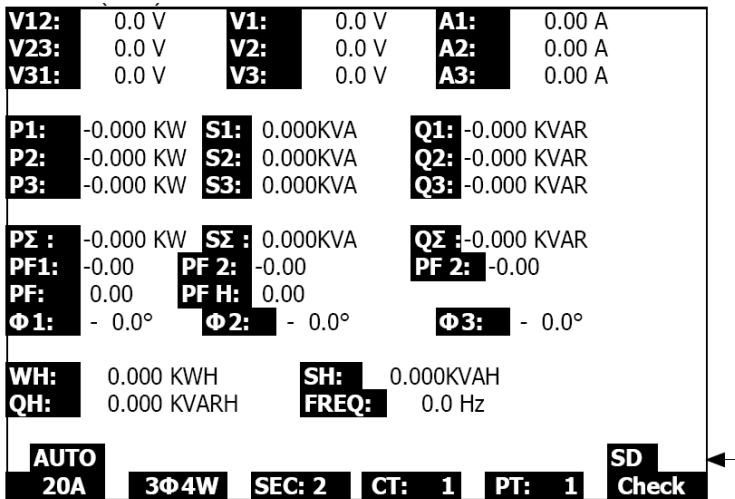 V12: 0.0 V V1: 0.0 V A1: 0.00 A
V23: 0.0 V V2: 0.0 V A2: 0.00 A
V31: 0.0 V V3: 0.0 V A3: 0.00 A
P1: -0.000 KW S1: 0.000KVA Q1: -0.000 KVAR
P2: -0.000 KW S2: 0.000KVA Q2: -0.000 KVAR
P3: -0.000 KW S3: 0.000KVA Q3: -0.000 KVAR
PΣ : -0.000 KW SΣ : 0.000KVA QΣ :-0.000 KVAR
PF1: -0.00 PF 2: -0.00 PF 2: -0.00
PF: 0.00 PF H: 0.00
Φ1: - 0.0° Φ2: - 0.0° Φ3: - 0.0°
WH: 0.000 KWH SH: 0.000KVAH
QH: 0.000 KVARH FREQ: 0.0 Hz
AUTO SD
20A 3Φ4W SEC: 2 CT: 1 PT: 1 Check